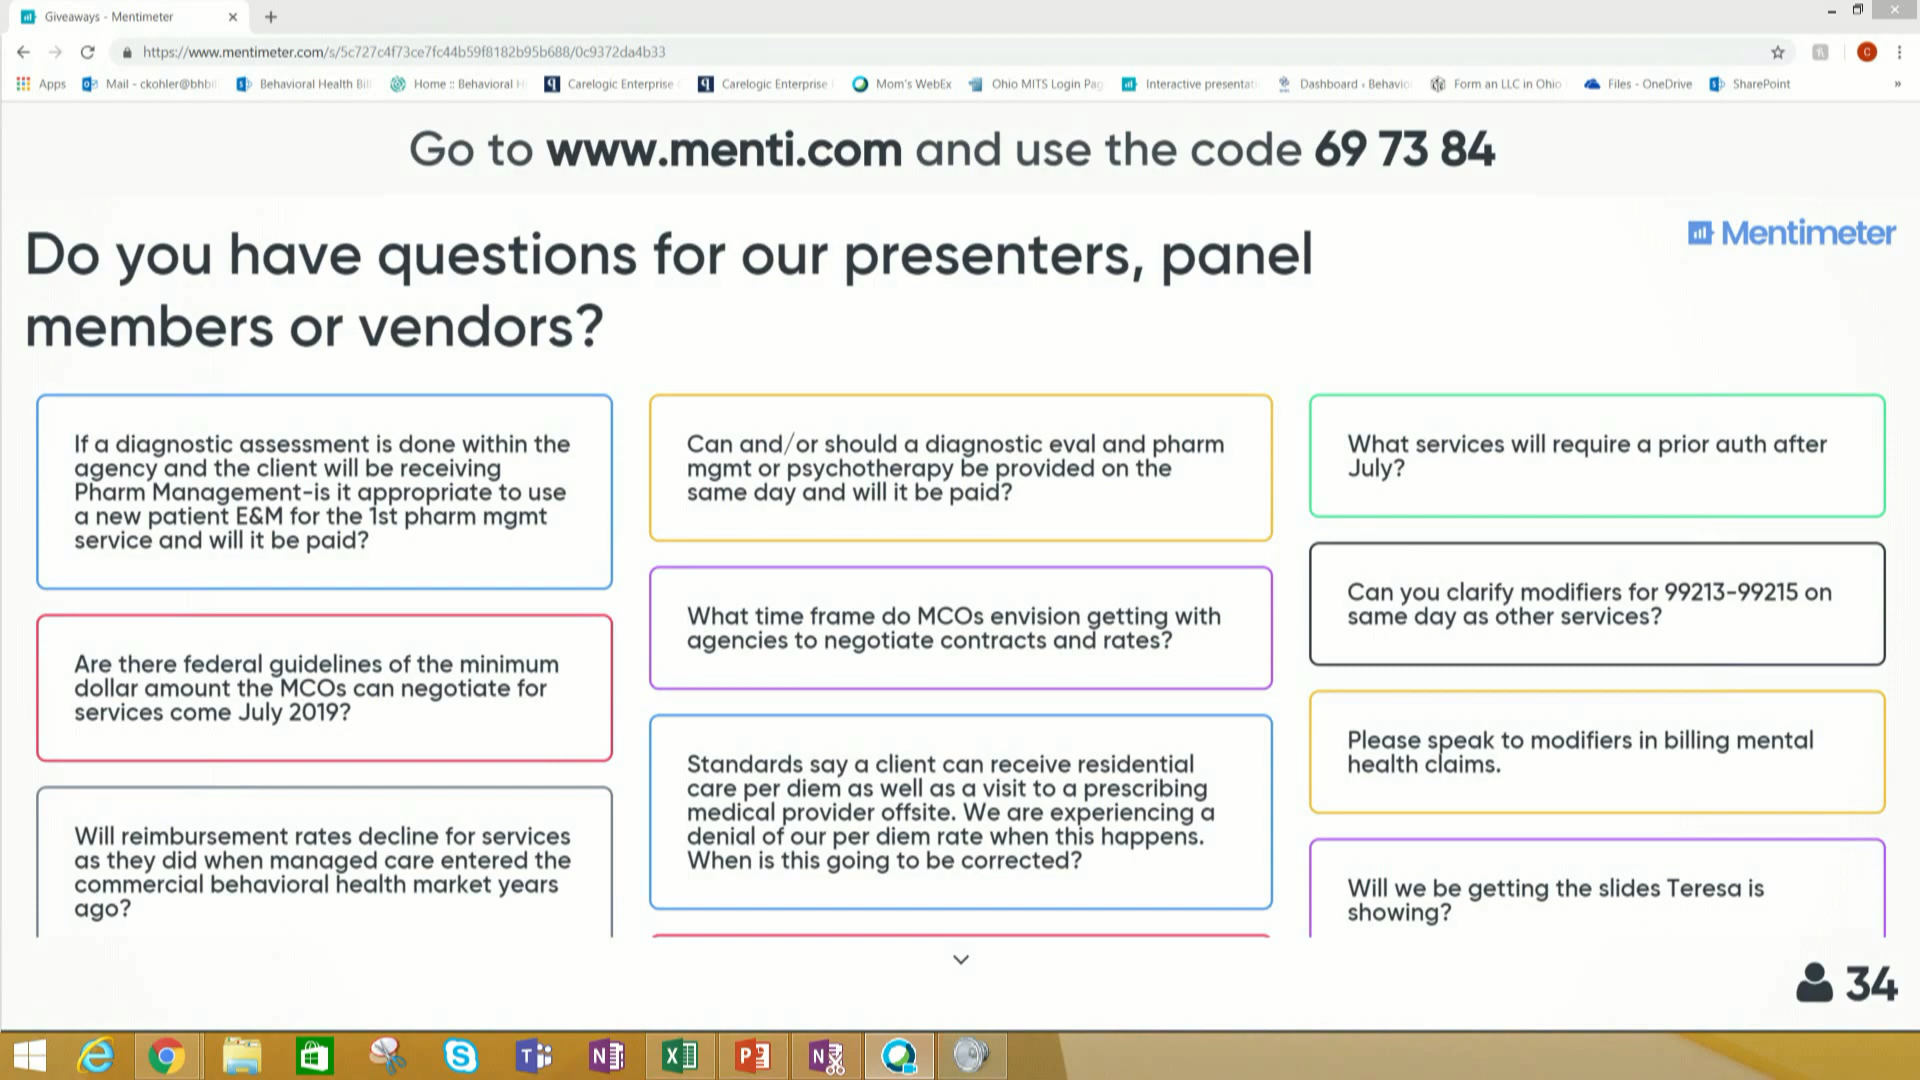 Giveaways - Mentimeter
https://www.mentimeter.com/s/5c727c4f73ce7fc44b59f8182b95b688/0c9372da4b33
Apps
Mail - ckohler@bhbi
Behavioral Health Bil
Home :: Behavioral H
Carelogic Enterprise
Carelogic Enterprise
Mom's WebEx
Ohio MITS Login Pag
Interactive presentat
Dashboard ‹ Behavio
Form an LLC in Ohio
Files - OneDrive
SharePoint
Go to www.menti.com and use the code 69 73 84
Mentimeter
Do you have questions for our presenters, panel
members or vendors?
If a diagnostic assessment is done within the
agency and the client will be receiving
Pharm Management-is it appropriate to use
a new patient E&M for the 1st pharm mgmt
service and will it be paid?
Are there federal guidelines of the minimum
dollar amount the MCOs can negotiate for
services come July 2019?
Will reimbursement rates decline for services
as they did when managed care entered the
commercial behavioral health market years
ago?
Can and/or should a diagnostic eval and pharm
mgmt or psychotherapy be provided on the
same day and will it be paid?
What time frame do MCOs envision getting with
agencies to negotiate contracts and rates?
Standards say a client can receive residential
care per diem as well as a visit to a prescribing
medical provider offsite. We are experiencing a
denial of our per diem rate when this happens.
When is this going to be corrected?
What services will require a prior auth after
July?
Can you clarify modifiers for 99213-99215 on
same day as other services?
Please speak to modifiers in billing mental
health claims.
Will we be getting the slides Teresa is
showing?
34